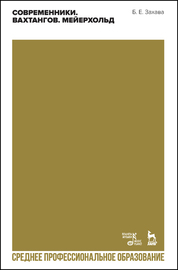 Б. Е. Захава
СОВРЕМЕННИКИ.
ВАХТАНГОВ. МЕЙЕРХОЛЬД
СРЕДНЕЕ ПРОФЕССИОНАЛЬНОЕ ОБРАЗОВАНИЕ